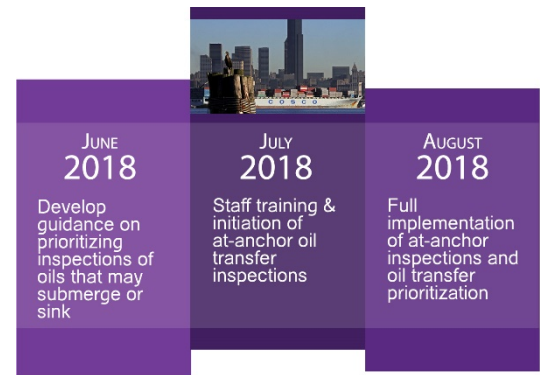 COSCO
JUNE
2018
Develop
guidance on
prioritizing
inspections of
oils that may
submerge or
sink
JULY
2018
Staff training &
initiation of
at-anchor oil
transfer
inspections
AUGUST
2018
Full
implementation
of at-anchor
inspections and
oil transfer
prioritization